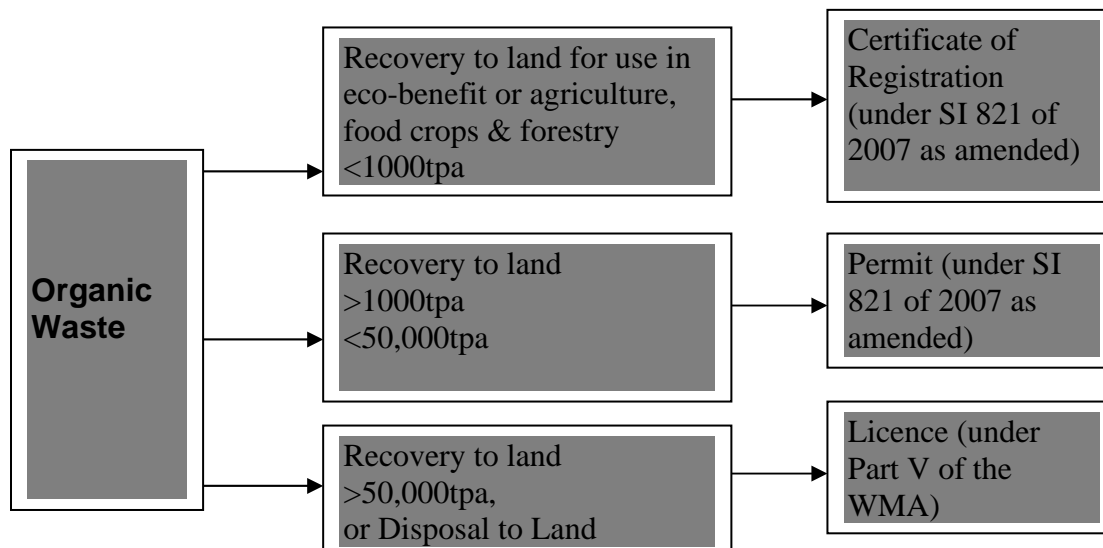 Organic
Waste
Recovery to land for use in
eco-benefit or agriculture,
food crops & forestry
<1000tpa
Certificate of
Registration
(under SI 821 of
2007 as amended)
Recovery to land
>1000tpa
<50,000tpa
Permit (under SI
821 of 2007 as
amended)
Recovery to land
>50,000tpa,
or Disposal to Land
Licence (under
Part V of the
WMA)